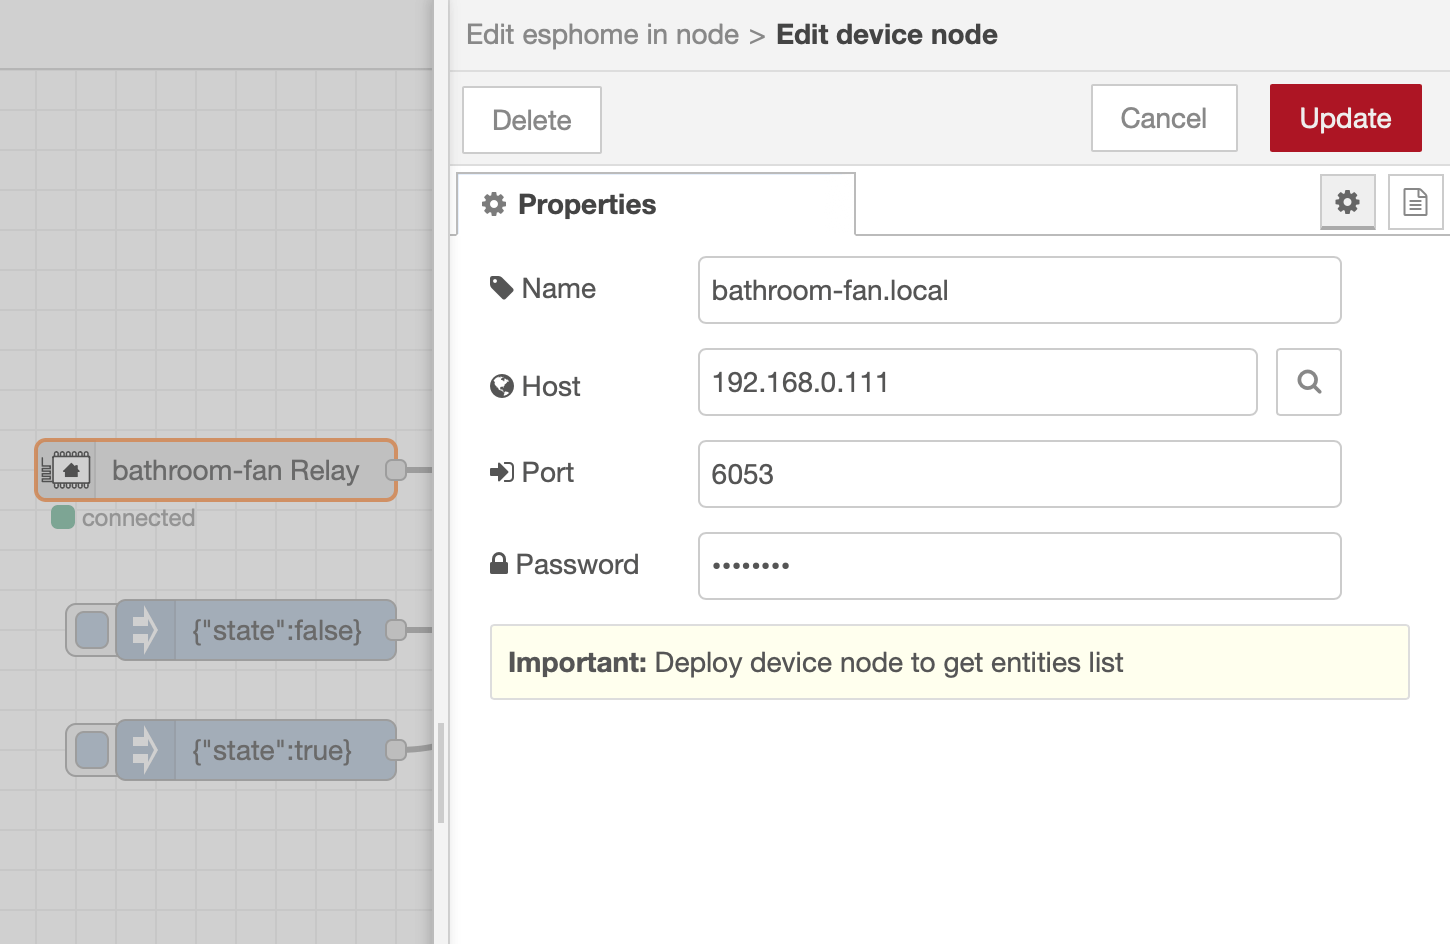 Edit esphome in node > Edit device node
Delete
Cancel
Update
Properties
Name
bathroom-fan.local
Host
192.168.0.111
Port
6053
Password
••••••••
Important: Deploy device node to get entities list
bathroom-fan Relay
connected
{"state":false}
{"state":true}